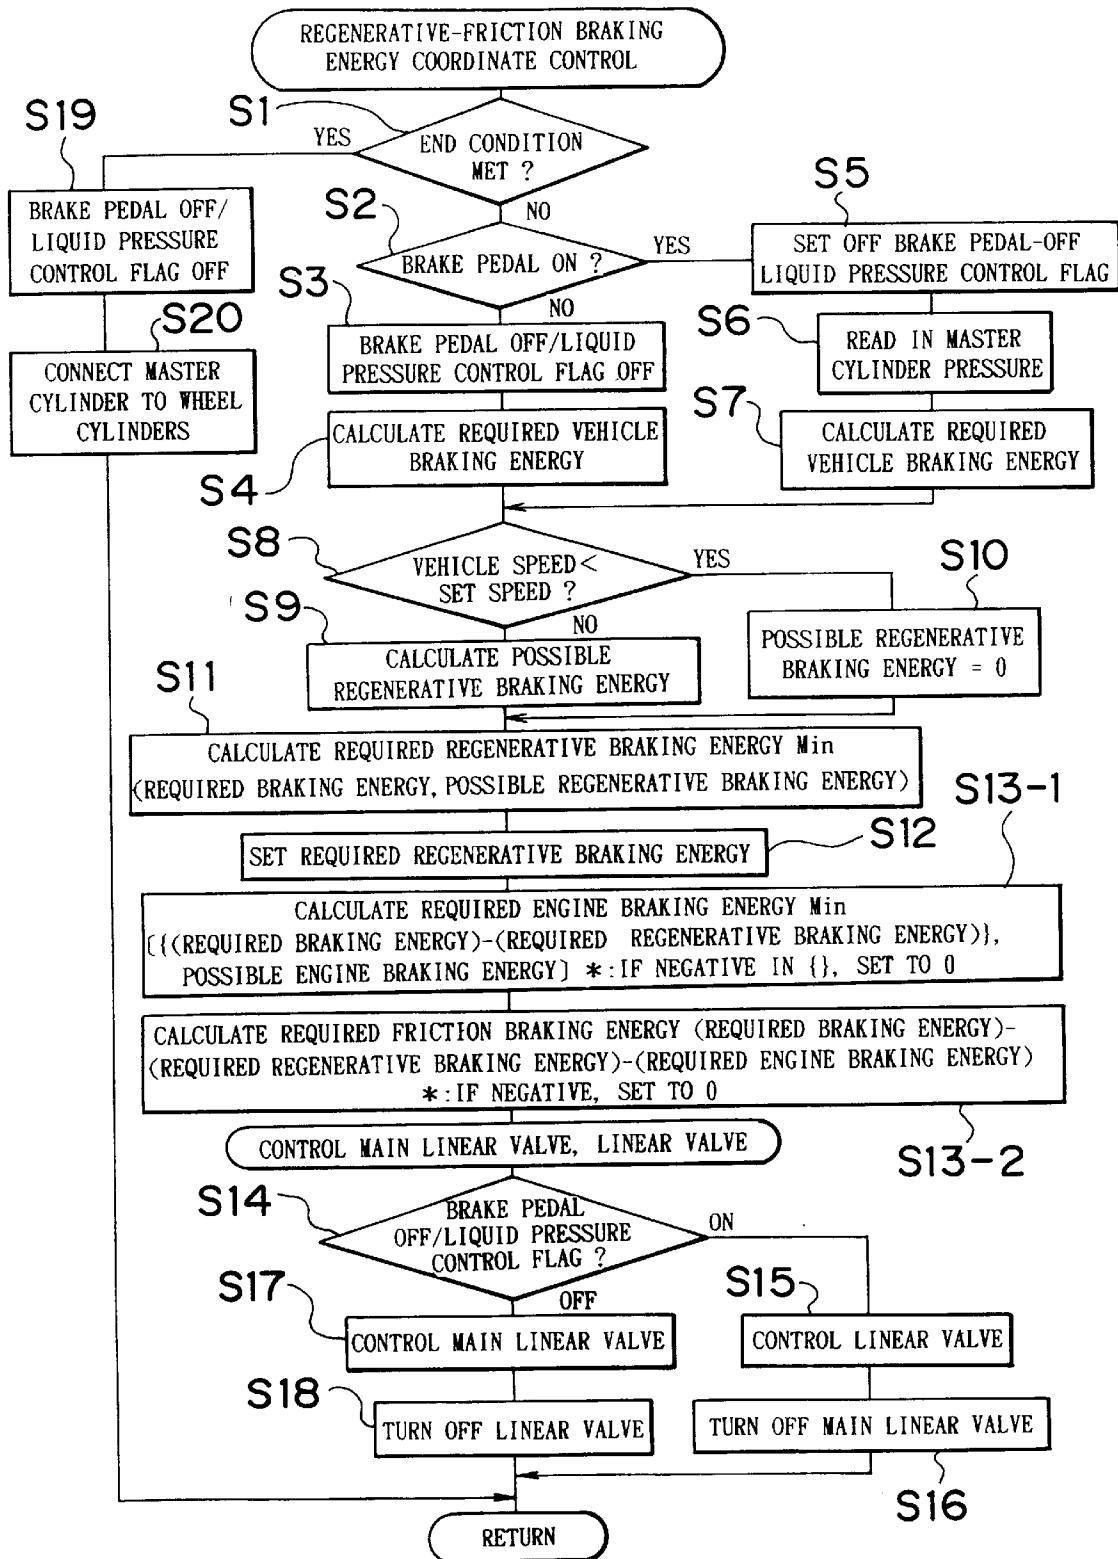 REGENERATIVE-FRICTION BRAKING
ENERGY COORDINATE CONTROL
S1
END CONDITION
MET ?
YES
NO
S19
BRAKE PEDAL OFF/
LIQUID PRESSURE
CONTROL FLAG OFF
S20
CONNECT MASTER
CYLINDER TO WHEEL
CYLINDERS
S2
BRAKE PEDAL ON ?
YES
NO
S5
SET OFF BRAKE PEDAL-OFF
LIQUID PRESSURE CONTROL FLAG
S3
BRAKE PEDAL OFF/LIQUID
PRESSURE CONTROL FLAG OFF
S6
READ IN MASTER
CYLINDER PRESSURE
S4
CALCULATE REQUIRED VEHICLE
BRAKING ENERGY
S7
CALCULATE REQUIRED
VEHICLE BRAKING ENERGY
S8
VEHICLE SPEED<
SET SPEED ?
YES
NO
S10
POSSIBLE REGENERATIVE
BRAKING ENERGY = 0
S9
CALCULATE POSSIBLE
REGENERATIVE BRAKING ENERGY
S11
CALCULATE REQUIRED REGENERATIVE BRAKING ENERGY Min
(REQUIRED BRAKING ENERGY, POSSIBLE REGENERATIVE BRAKING ENERGY)
S12
SET REQUIRED REGENERATIVE BRAKING ENERGY
S13-1
CALCULATE REQUIRED ENGINE BRAKING ENERGY Min
[{(REQUIRED BRAKING ENERGY)-(REQUIRED REGENERATIVE BRAKING ENERGY)},
POSSIBLE ENGINE BRAKING ENERGY] *:IF NEGATIVE IN {}, SET TO 0
CALCULATE REQUIRED FRICTION BRAKING ENERGY (REQUIRED BRAKING ENERGY)-
(REQUIRED REGENERATIVE BRAKING ENERGY)-(REQUIRED ENGINE BRAKING ENERGY)
*:IF NEGATIVE, SET TO 0
S13-2
CONTROL MAIN LINEAR VALVE, LINEAR VALVE
S14
BRAKE PEDAL
OFF/LIQUID PRESSURE
CONTROL FLAG ?
ON
OFF
S17
CONTROL MAIN LINEAR VALVE
S15
CONTROL LINEAR VALVE
S18
TURN OFF LINEAR VALVE
TURN OFF MAIN LINEAR VALVE
S16
RETURN